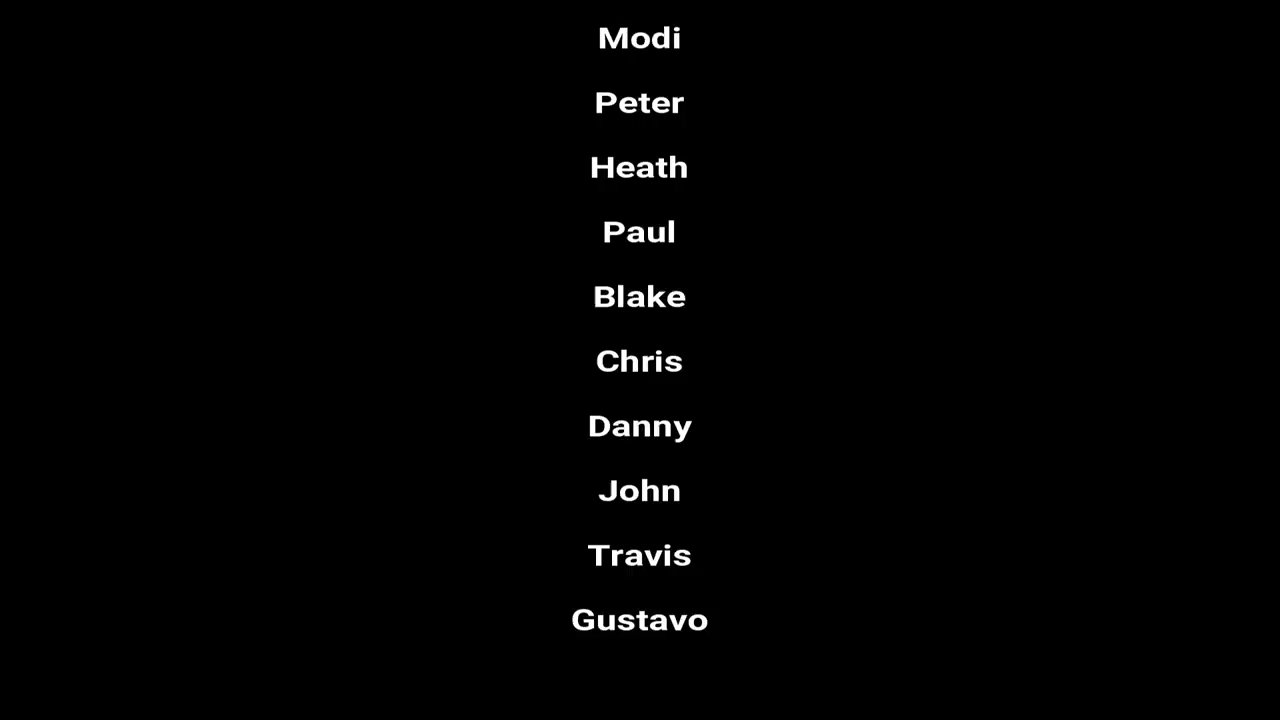 Modi
Peter
Heath
Paul
Blake
Chris
Danny
John
Travis
Gustavo